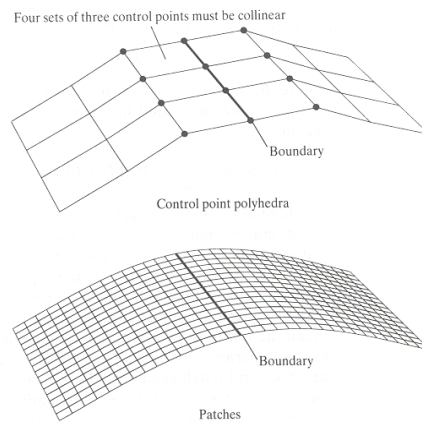 Four sets of three control points must be collinear
Boundary
Control point polyhedra
Boundary
Patches